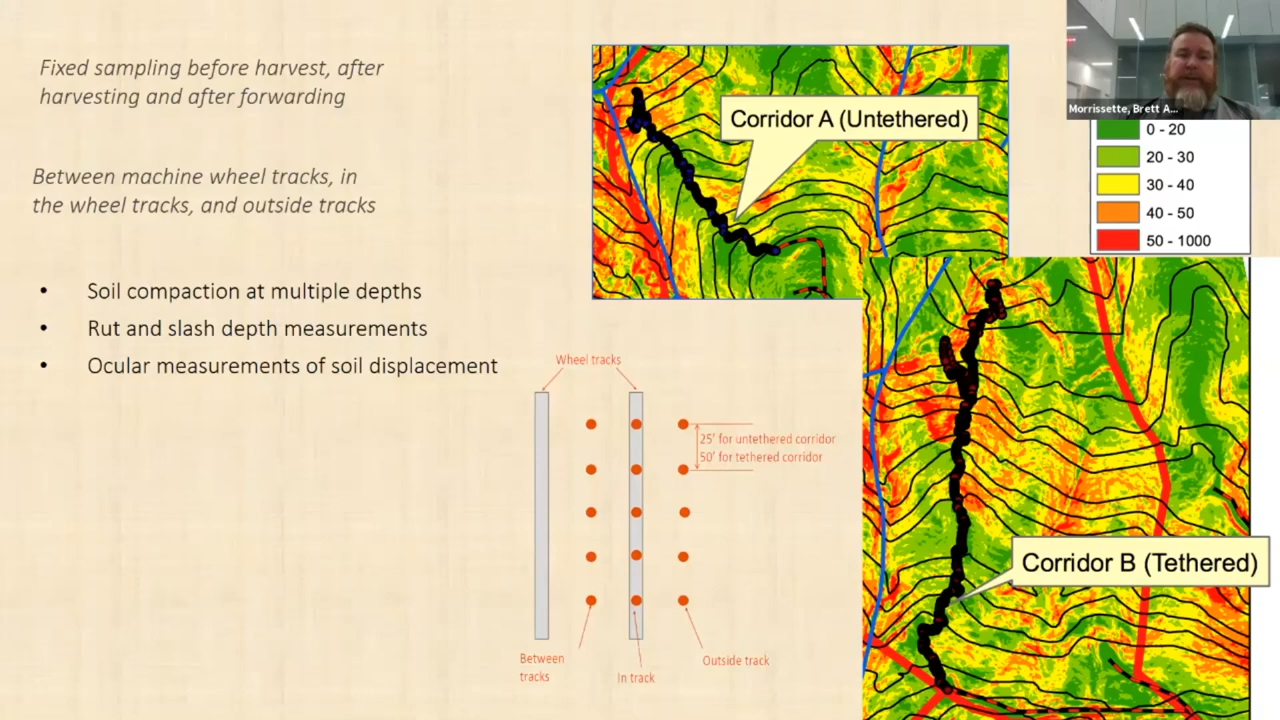 Fixed sampling before harvest, after
harvesting and after forwarding
Between machine wheel tracks, in
the wheel tracks, and outside tracks
• Soil compaction at multiple depths
• Rut and slash depth measurements
• Ocular measurements of soil displacement
Wheel tracks
25' for untethered corridor
50' for tethered corridor
Between
tracks
In track
Outside track
Corridor A (Untethered)
Corridor B (Tethered)
Morrissette, Brett A...
0 - 20
20 - 30
30 - 40
40 - 50
50 - 1000